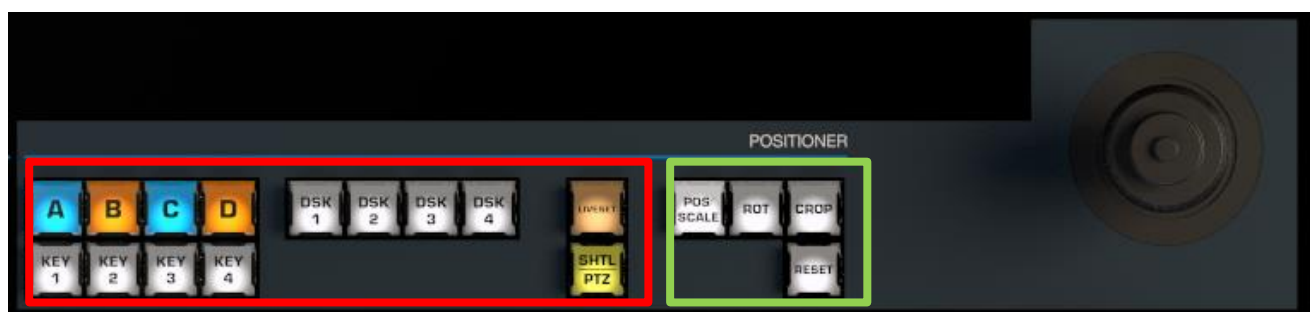 POSITIONER
A B C D DSK 1 DSK 2 DSK 3 DSK 4 LIVESET POS SCALE ROT CROP
KEY 1 KEY 2 KEY 3 KEY 4 SHTL PTZ RESET